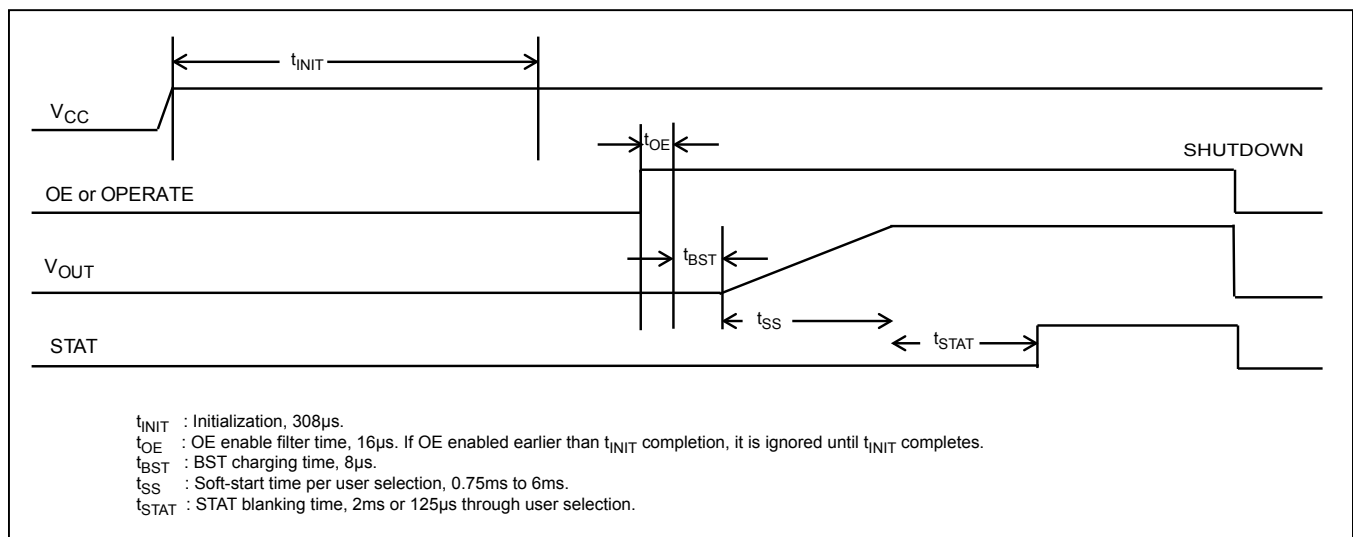 tINIT
VCC
tOE
SHUTDOWN
OE or OPERATE
tBST
VOUT
tSS
tSTAT
STAT
tINIT : Initialization, 308µs.
tOE : OE enable filter time, 16µs. If OE enabled earlier than tINIT completion, it is ignored until tINIT completes.
tBST : BST charging time, 8µs.
tSS : Soft-start time per user selection, 0.75ms to 6ms.
tSTAT : STAT blanking time, 2ms or 125µs through user selection.